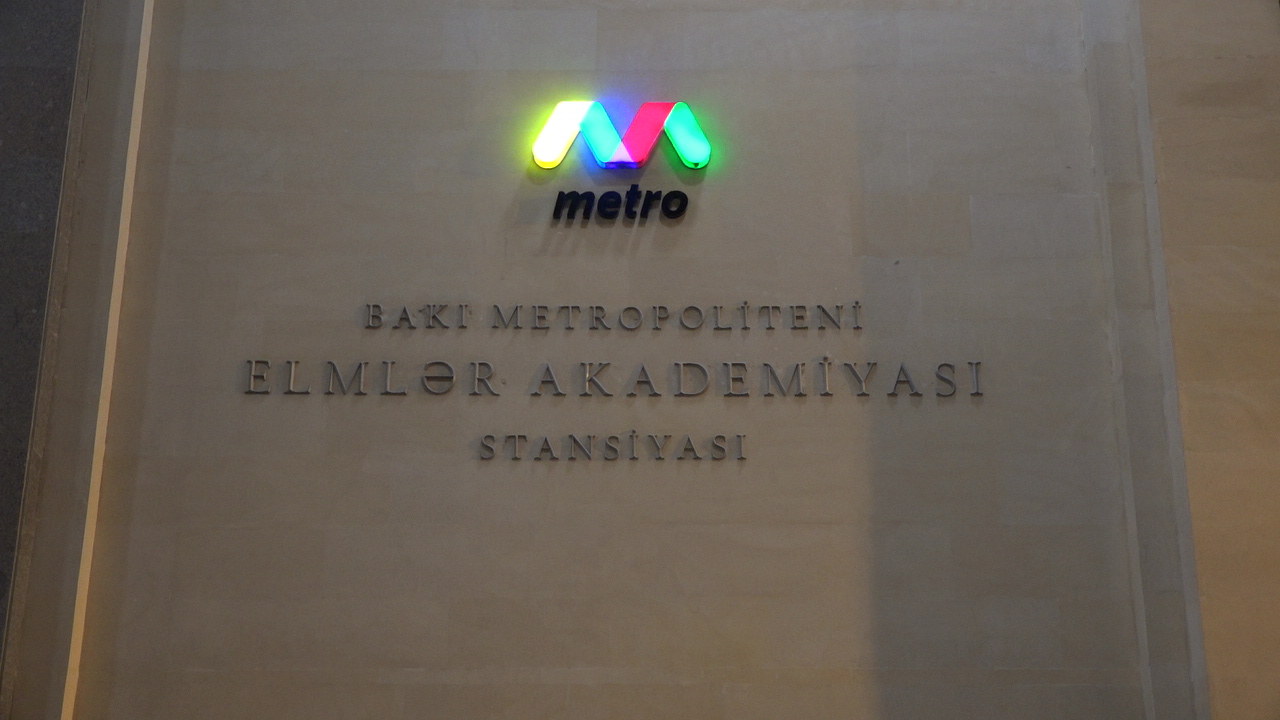 metro
BAKI METROPOLİTENİ
ELMLƏR AKADEMİYASI
STANSİYASI